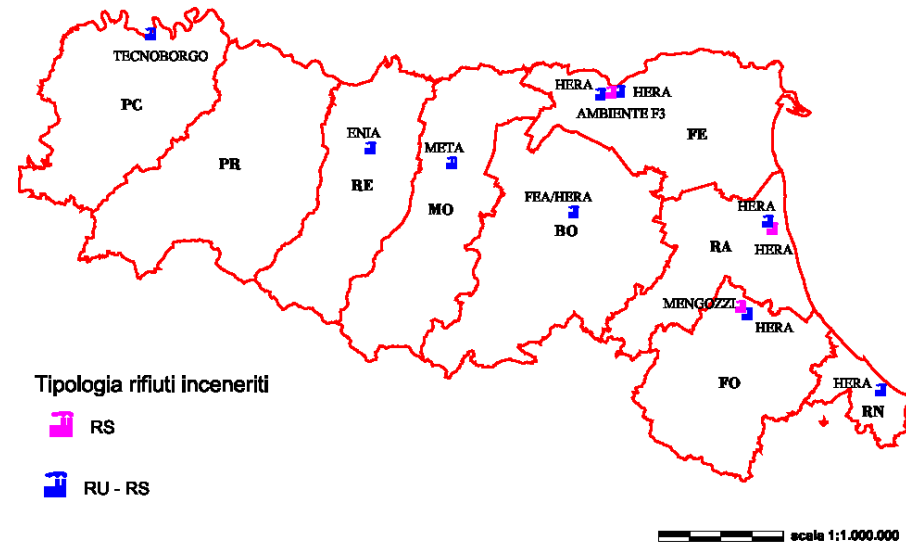 TECNOBORGO
PC
HERA
HERA
AMBIENTE F3
FE
ENIA
META
PR
RE
MO
FEA/HERA
BO
HERA
RA
HERA
MENGOZZI
HERA
FO
HERA
RN
Tipologia rifiuti inceneriti
RS
RU - RS
scala 1:1.000.000